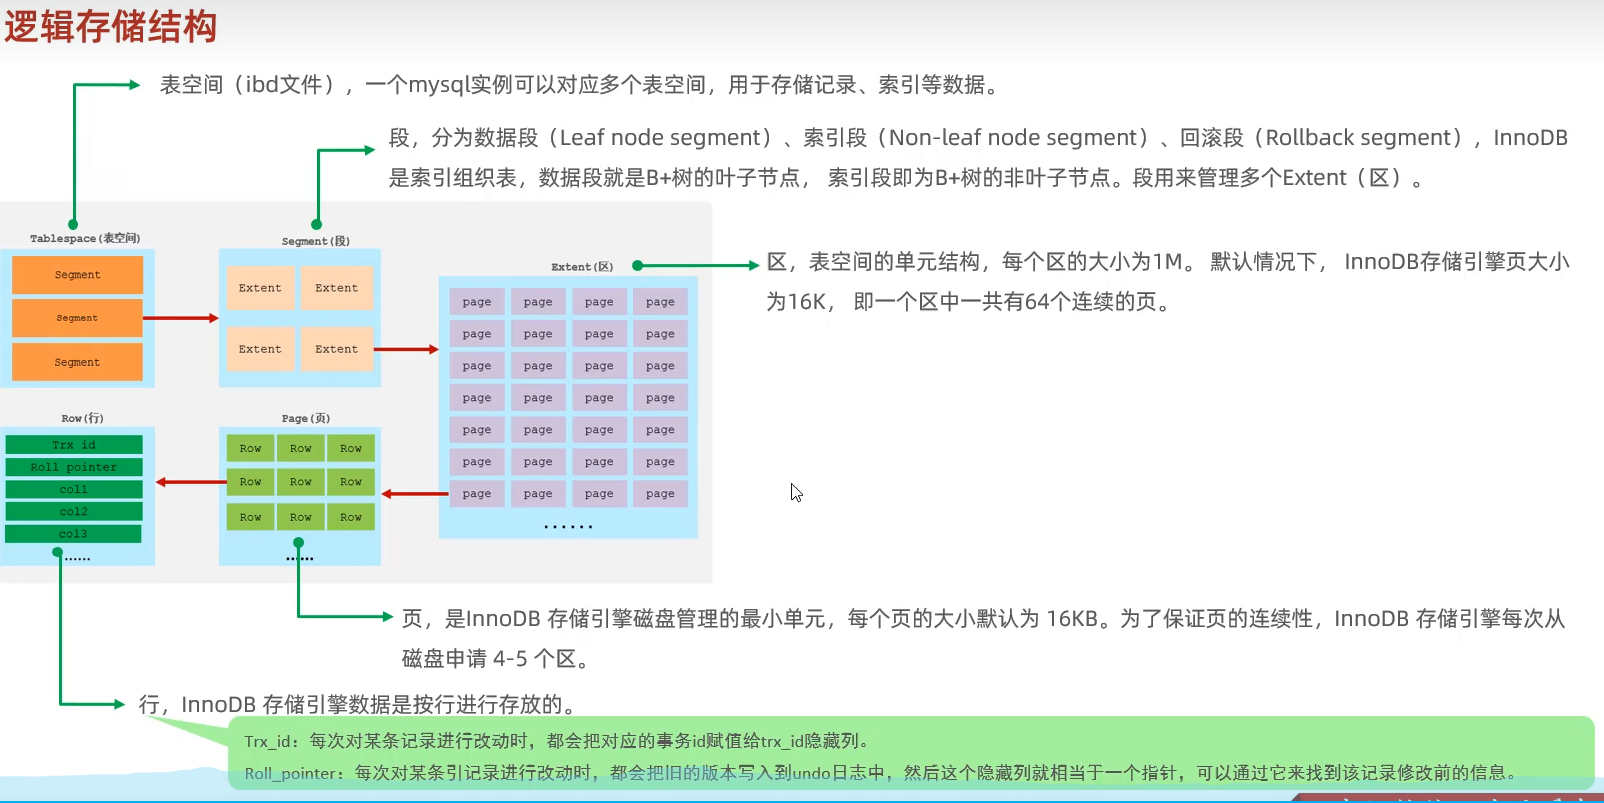 逻辑存储结构
表空间（ibd文件），一个mysql实例可以对应多个表空间，用于存储记录、索引等数据。
段，分为数据段（Leaf node segment）、索引段（Non-leaf node segment）、回滚段（Rollback segment），InnoDB
是索引组织表，数据段就是B+树的叶子节点， 索引段即为B+树的非叶子节点。段用来管理多个Extent（区）。
Tablespace(表空间)
Segment
Segment
Segment
Segment(段)
Extent Extent
Extent Extent
Extent(区)
page page page page
page page page page
page page page page
page page page page
page page page page
page page page page
page page page page
......
区，表空间的单元结构，每个区的大小为1M。 默认情况下， InnoDB存储引擎页大小
为16K， 即一个区中一共有64个连续的页。
Row(行)
Trx id
Roll pointer
col1
col2
col3
......
Page(页)
Row Row Row
Row Row Row
Row Row Row
......
页，是InnoDB 存储引擎磁盘管理的最小单元，每个页的大小默认为 16KB。为了保证页的连续性，InnoDB 存储引擎每次从
磁盘申请 4-5 个区。
行，InnoDB 存储引擎数据是按行进行存放的。
Trx_id：每次对某条记录进行改动时，都会把对应的事务id赋值给trx_id隐藏列。
Roll_pointer：每次对某条引记录进行改动时，都会把旧的版本写入到undo日志中，然后这个隐藏列就相当于一个指针，可以通过它来找到该记录修改前的信息。